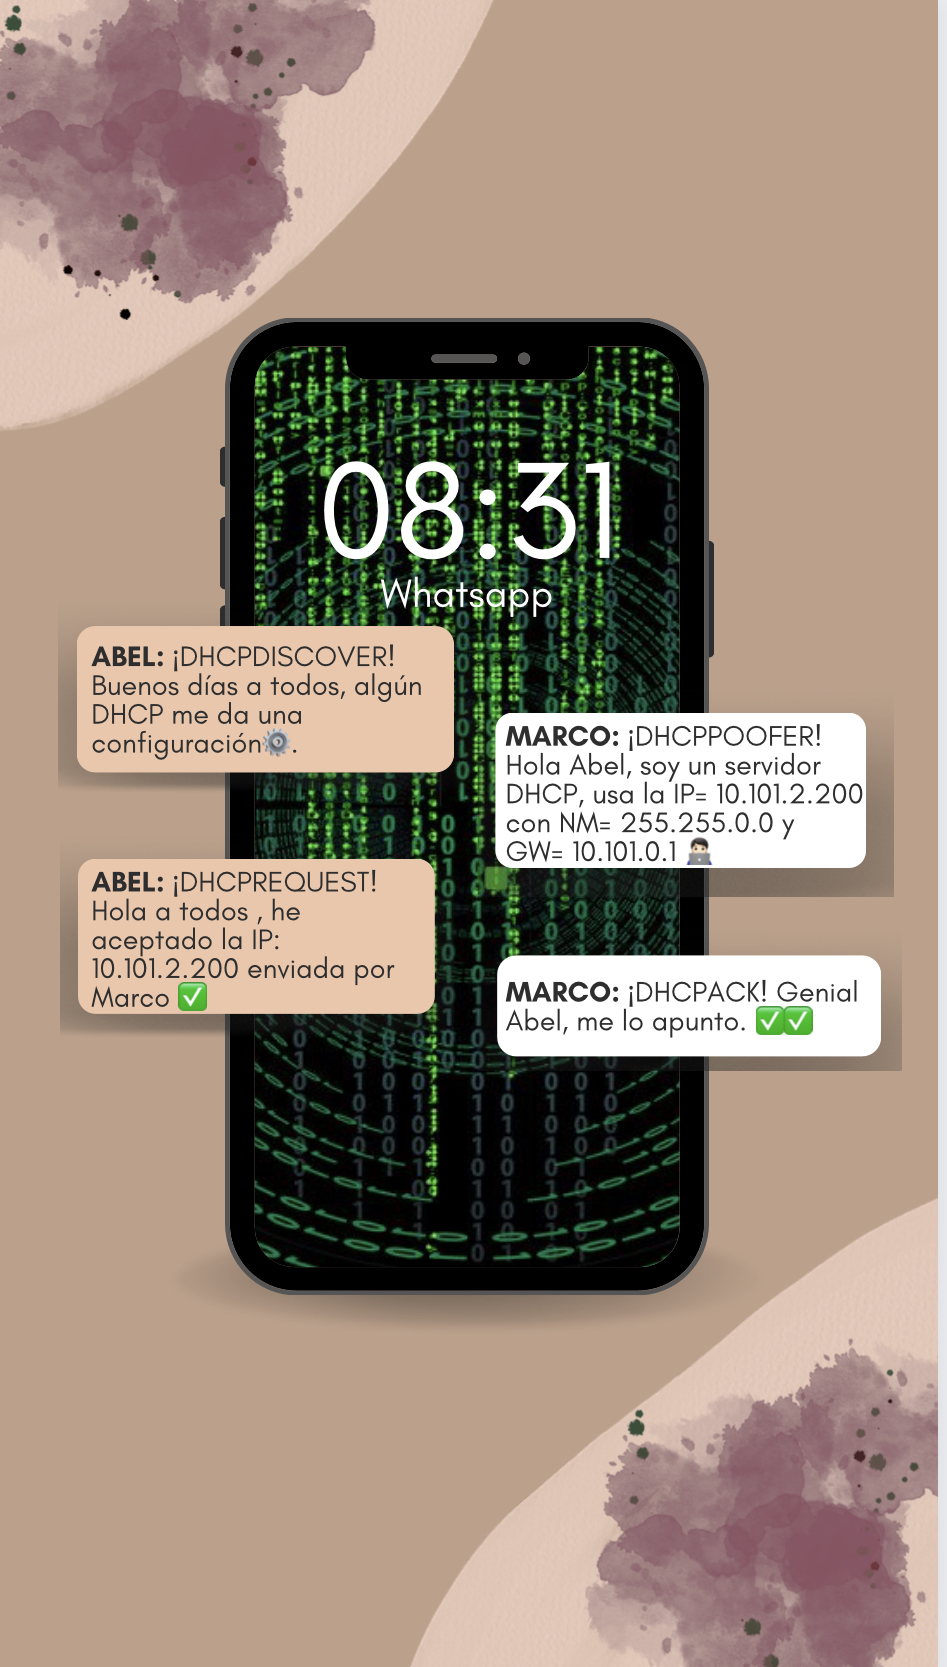 08:31
Whatsapp
ABEL: ¡DHCPDISCOVER!
Buenos días a todos, algún
DHCP me da una
configuración⚙️.
MARCO: ¡DHCPPOOFER!
Hola Abel, soy un servidor
DHCP, usa la IP= 10.101.2.200
con NM= 255.255.0.0 y
GW= 10.101.0.1 👨🏻‍💻
ABEL: ¡DHCPREQUEST!
Hola a todos , he
aceptado la IP:
10.101.2.200 enviada por
Marco ✅
MARCO: ¡DHCPACK! Genial
Abel, me lo apunto. ✅✅